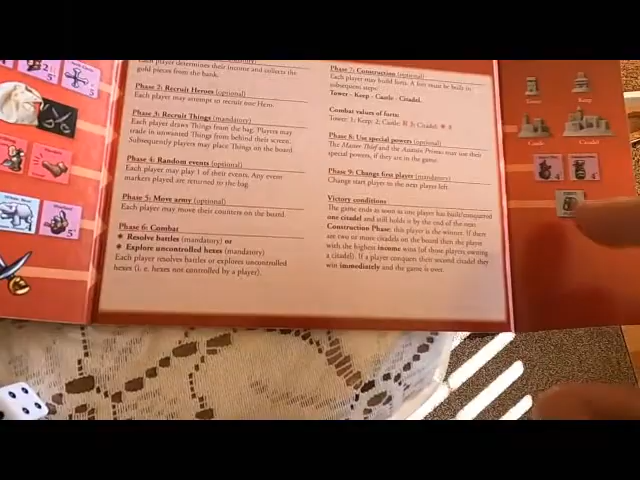 Each player determines their income and collects the
gold pieces from the bank.
Phase 2: Recruit Heroes (optional)
Each player may attempt to recruit one Hero.
Phase 3: Recruit Things (mandatory)
Each player draws Things from the bag. Players may
trade in unwanted Things from behind their screen.
Subsequently players may place Things on the board
Phase 4: Random events (optional)
Each player may play 1 of their events. Any event
markers played are returned to the bag.
Phase 5: Move army (optional)
Each player may move their counters on the board.
Phase 6: Combat
Resolve battles (mandatory) or
Explore uncontrolled hexes (mandatory)
Each player resolves battles or explores uncontrolled
hexes (i. e. hexes not controlled by a player).
Phase 7: Construction (optional)
Each player may build forts. A fort must be built in
subsequent steps:
Tower - Keep - Castle - Citadel.
Combat values of forts:
Tower: 1; Keep: 2; Castle: 3; Citadel: 4
Phase 8: Use special powers (optional)
The Master Thief and the Assassin Primus may use their
special powers, if they are in the game.
Phase 9: Change first player (mandatory)
Change start player to the next player left.
Victory conditions
The game ends as soon as one player has built/conquered
one citadel and still holds it by the end of the next
Construction Phase: this player is the winner. If there
are two or more citadels on the board then the player
with the highest income wins (of those players owning
a citadel). If a player conquers their second citadel they
win immediately and the game is over.
Tower
Keep
Castle
Citadel